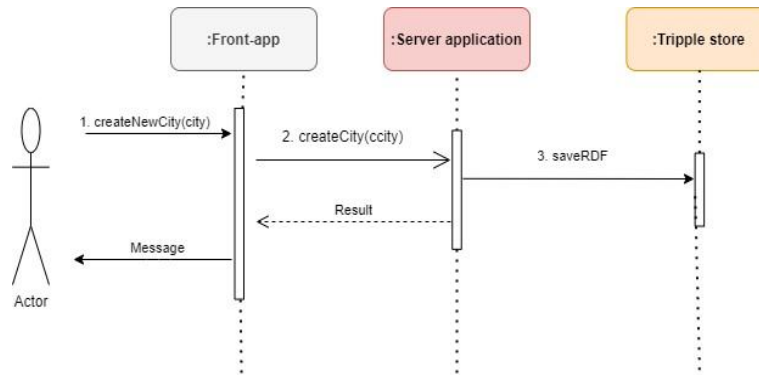 :Front-app
:Server application
:Tripple store
1. createNewCity(city)
2. createCity(ccity)
3. saveRDF
Result
Message
Actor